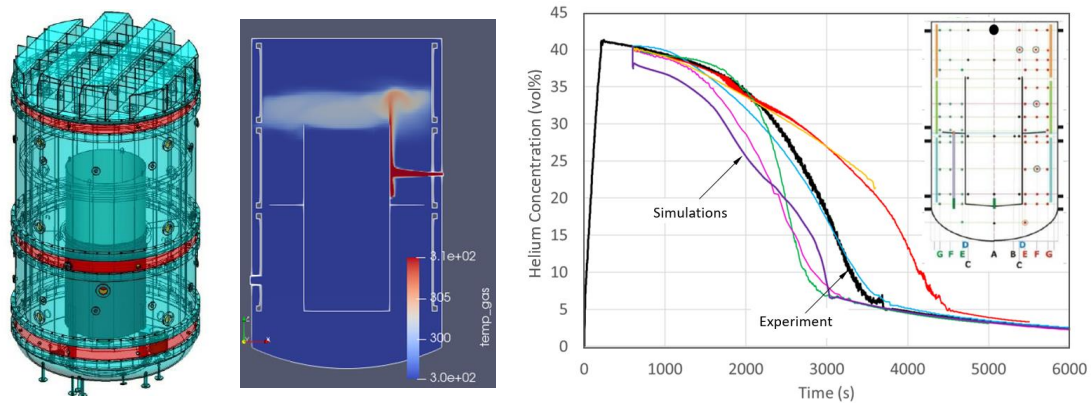 3.1e+02
305
300
3.0e+02
temp_gas
Z
X
Helium Concentration (vol%)
45
40
35
30
25
20
15
10
5
0
0
1000
2000
3000
4000
5000
6000
Time (s)
Simulations
Experiment
D D
G F E A B E F G
C C